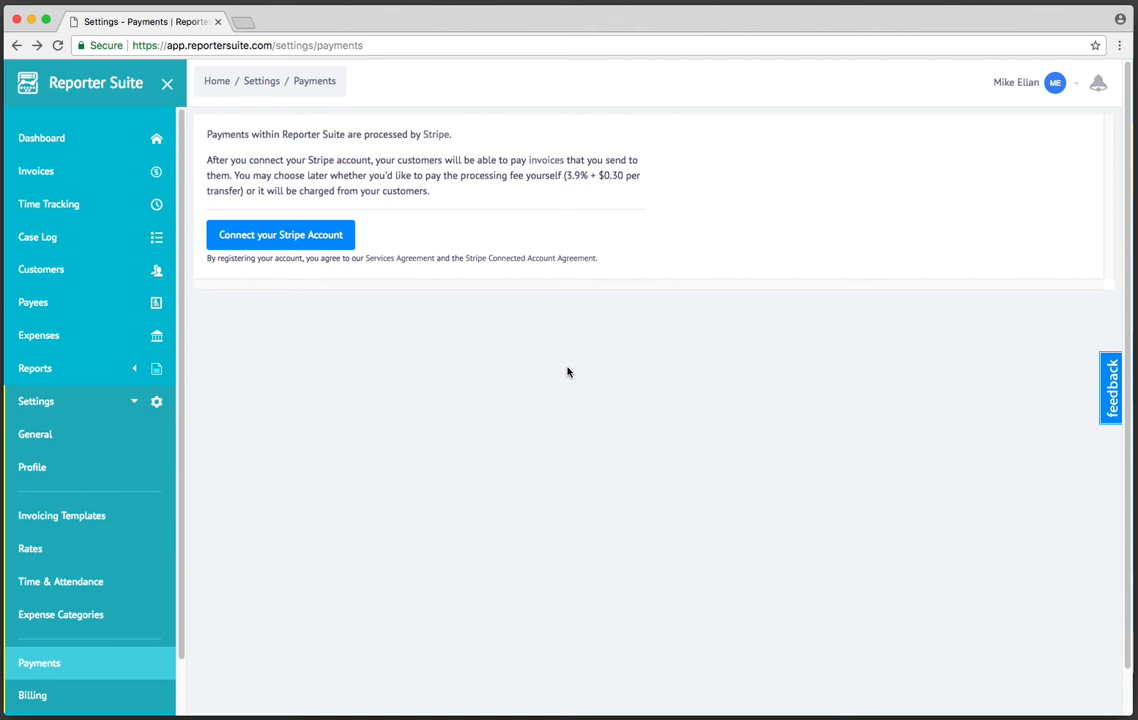 Settings - Payments | Reporte
Secure https://app.reportersuite.com/settings/payments
Reporter Suite
Home / Settings / Payments
Mike Ellan ME
Dashboard
Invoices
Time Tracking
Case Log
Customers
Payees
Expenses
Reports
Settings
General
Profile
Invoicing Templates
Rates
Time & Attendance
Expense Categories
Payments
Billing
Payments within Reporter Suite are processed by Stripe.
After you connect your Stripe account, your customers will be able to pay invoices that you send to
them. You may choose later whether you'd like to pay the processing fee yourself (3.9% + $0.30 per
transfer) or it will be charged from your customers.
Connect your Stripe Account
By registering your account, you agree to our Services Agreement and the Stripe Connected Account Agreement.
feedback